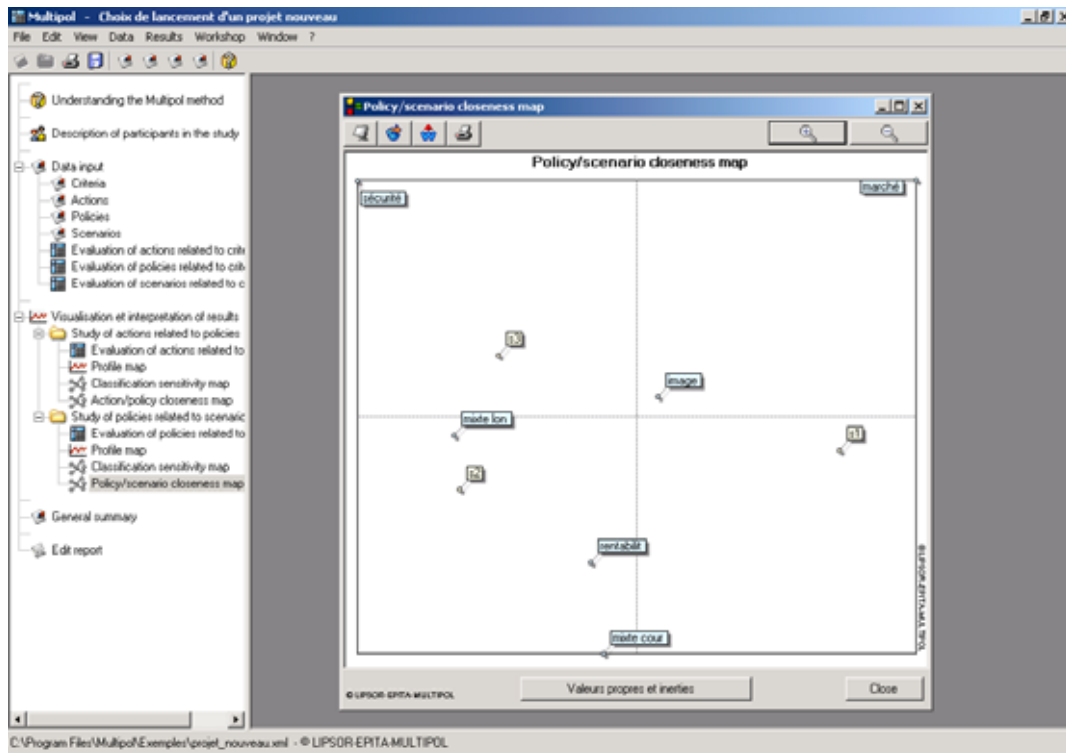 Multipol - Choix de lancement d'un projet nouveau
File Edit View Data Results Workshop Window ?
Understanding the Multipol method
Description of participants in the study
Data input
Criteria
Actions
Policies
Scenarios
Evaluation of actions related to crite
Evaluation of policies related to crite
Evaluation of scenarios related to c
Visualisation et interpretation of results
Study of actions related to policies
Evaluation of actions related to
Profile map
Classification sensitivity map
Action/policy closeness map
Study of policies related to scenaric
Evaluation of policies related to
Profile map
Classification sensitivity map
Policy/scenario closeness map
General summary
Edit report
Policy/scenario closeness map
Policy/scenario closeness map
sécurité
marché
s3
image
mixte lon
s1
s2
rentabilit
mixte cour
© LIPSOR-EPITA-MULTIPOL
© LIPSOR-EPITA-MULTIPOL
Valeurs propres et inerties
Close
C:\Program Files\Multipol\Exemples\projet_nouveau.xml - © LIPSOR-EPITA-MULTIPOL